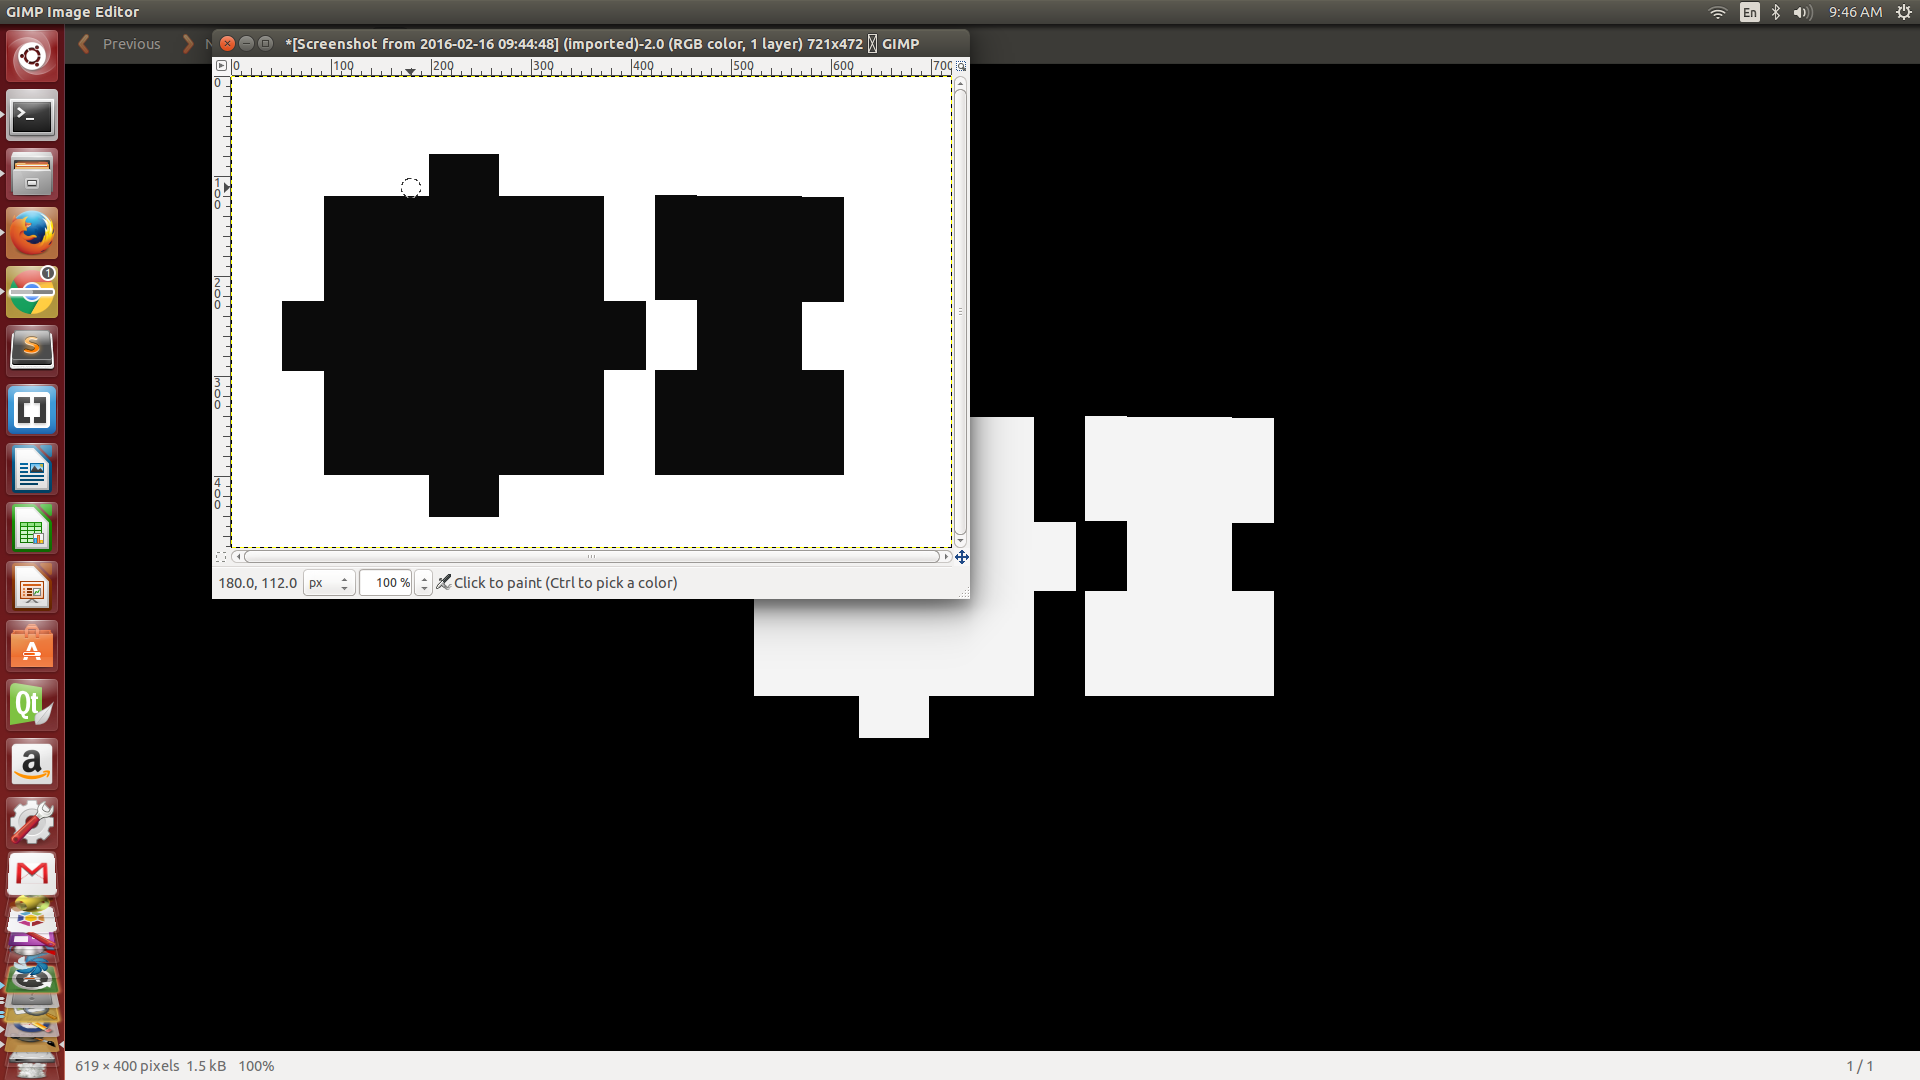 GIMP Image Editor
En
9:46 AM
Previous
*[Screenshot from 2016-02-16 09:44:48] (imported)-2.0 (RGB color, 1 layer) 721x472 GIMP
0 100 200 300 400 500 600 700
0
100
200
300
400
1
S
Qt
a
180.0, 112.0 px 100 % Click to paint (Ctrl to pick a color)
619 × 400 pixels 1.5 kB 100%
1 / 1